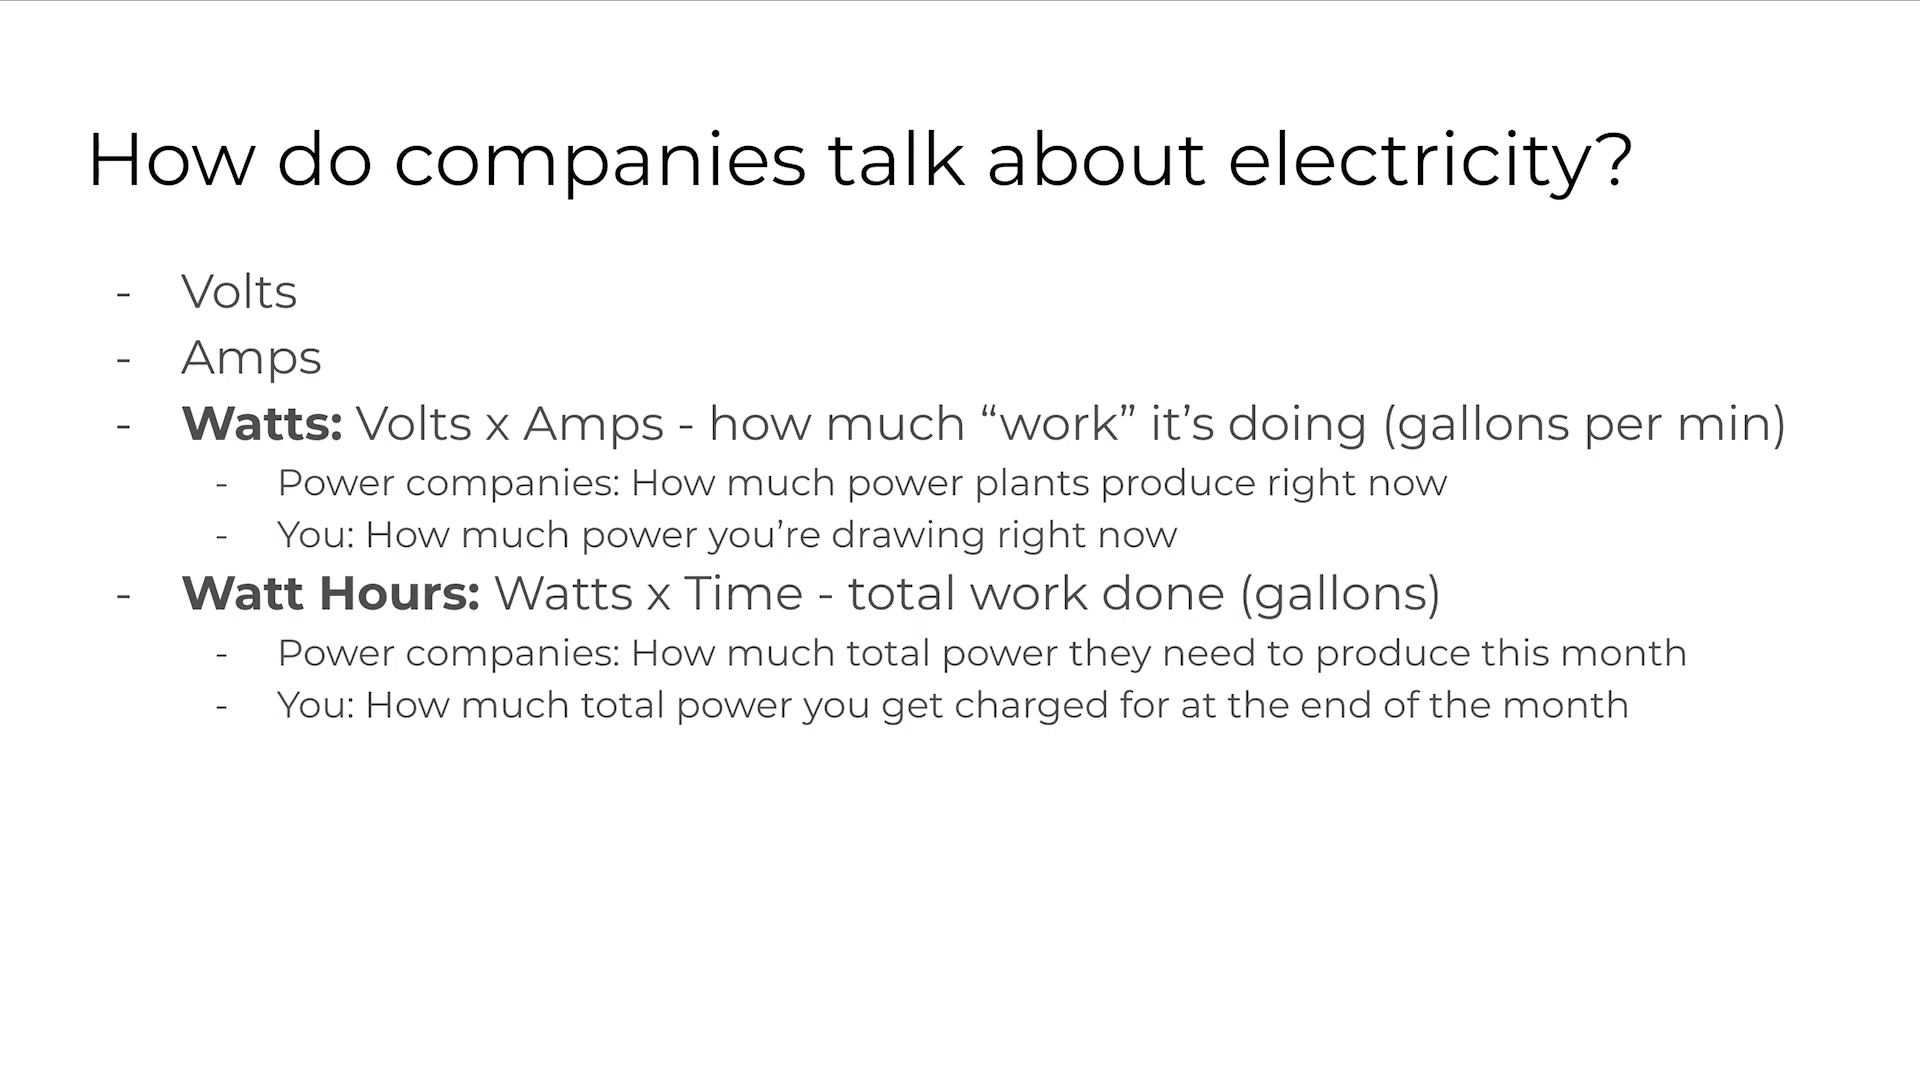 How do companies talk about electricity?
- Volts
- Amps
- Watts: Volts x Amps - how much “work” it’s doing (gallons per min)
- Power companies: How much power plants produce right now
- You: How much power you’re drawing right now
- Watt Hours: Watts x Time - total work done (gallons)
- Power companies: How much total power they need to produce this month
- You: How much total power you get charged for at the end of the month